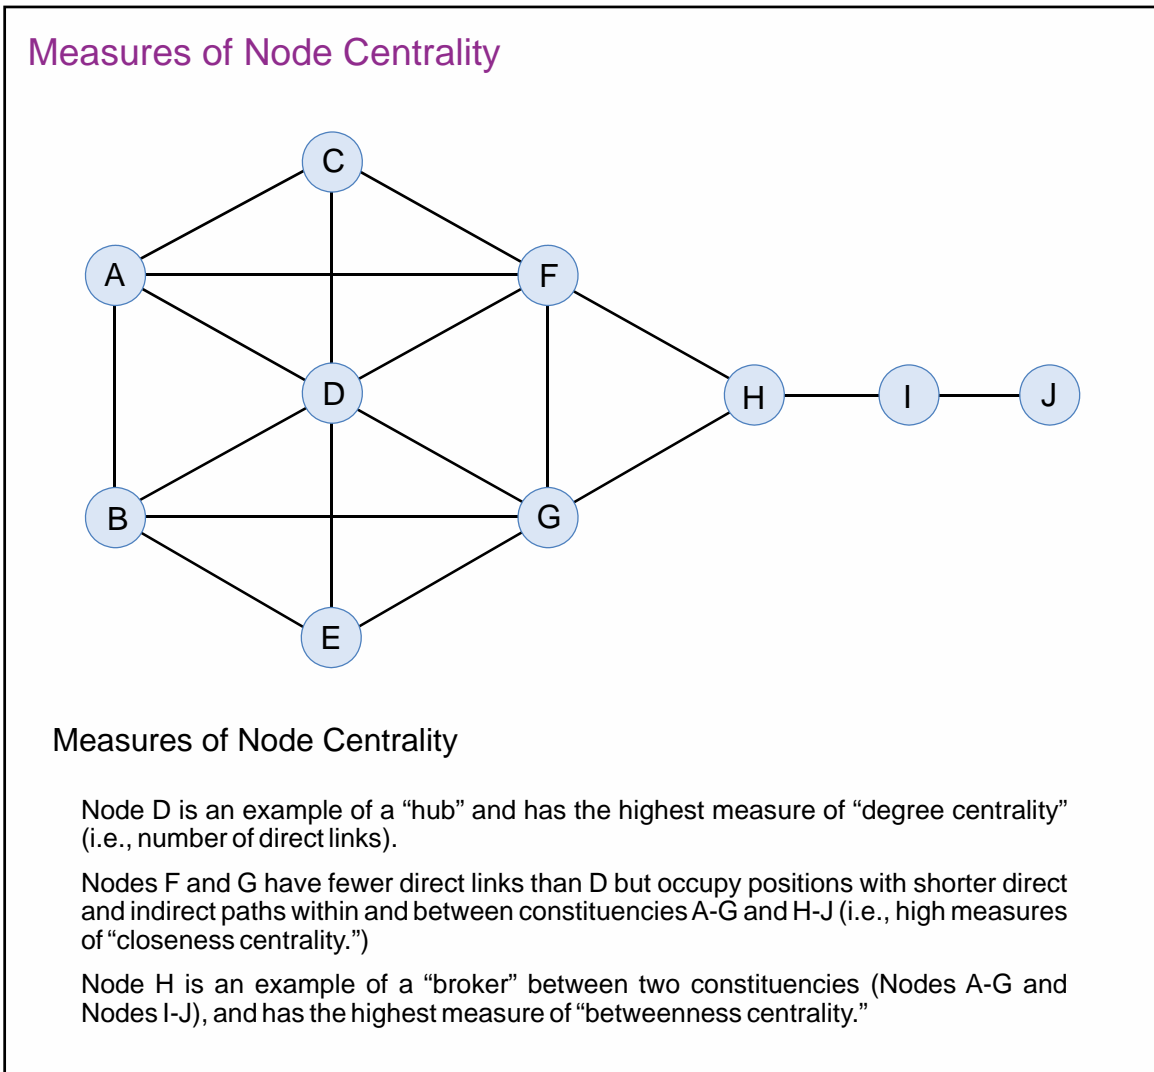 Measures of Node Centrality
C
A
F
D
H
I
J
B
G
E
Measures of Node Centrality
Node D is an example of a “hub” and has the highest measure of “degree centrality”
(i.e., number of direct links).
Nodes F and G have fewer direct links than D but occupy positions with shorter direct
and indirect paths within and between constituencies A-G and H-J (i.e., high measures
of “closeness centrality.”)
Node H is an example of a “broker” between two constituencies (Nodes A-G and
Nodes I-J), and has the highest measure of “betweenness centrality.”